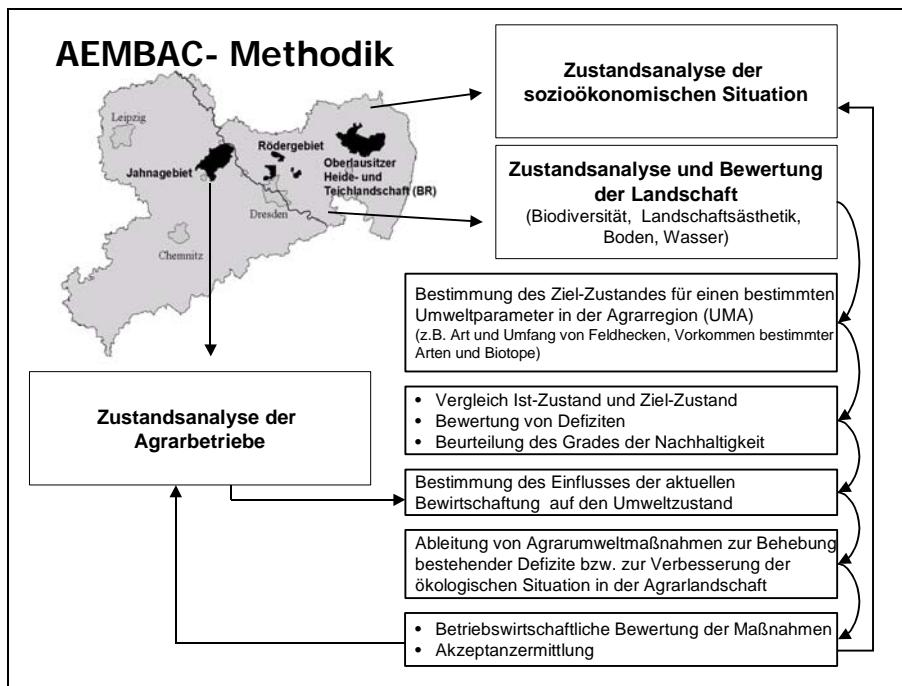 AEMBAC- Methodik
Leipzig
Jahnagebiet
Rödergebiet
Oberlausitzer
Heide- und
Teichlandschaft (BR)
Dresden
Chemnitz
Zustandsanalyse der
sozioökonomischen Situation
Zustandsanalyse und Bewertung
der Landschaft
(Biodiversität, Landschaftsästhetik,
Boden, Wasser)
Bestimmung des Ziel-Zustandes für einen bestimmten
Umweltparameter in der Agrarregion (UMA)
(z.B. Art und Umfang von Feldhecken, Vorkommen bestimmter
Arten und Biotope)
Zustandsanalyse der
Agrarbetriebe
• Vergleich Ist-Zustand und Ziel-Zustand
• Bewertung von Defiziten
• Beurteilung des Grades der Nachhaltigkeit
Bestimmung des Einflusses der aktuellen
Bewirtschaftung auf den Umweltzustand
Ableitung von Agrarumweltmaßnahmen zur Behebung
bestehender Defizite bzw. zur Verbesserung der
ökologischen Situation in der Agrarlandschaft
• Betriebswirtschaftliche Bewertung der Maßnahmen
• Akzeptanzermittlung